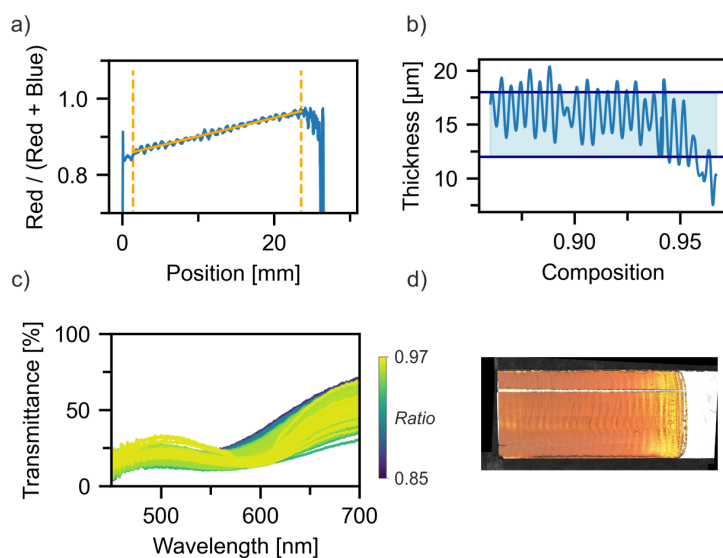 a)
Red / (Red + Blue)
1.0
0.8
0
20
Position [mm]
b)
Thickness [µm]
20
15
10
0.90
0.95
Composition
c)
Transmittance [%]
100
50
0
500
600
700
Wavelength [nm]
0.97
Ratio
0.85
d)